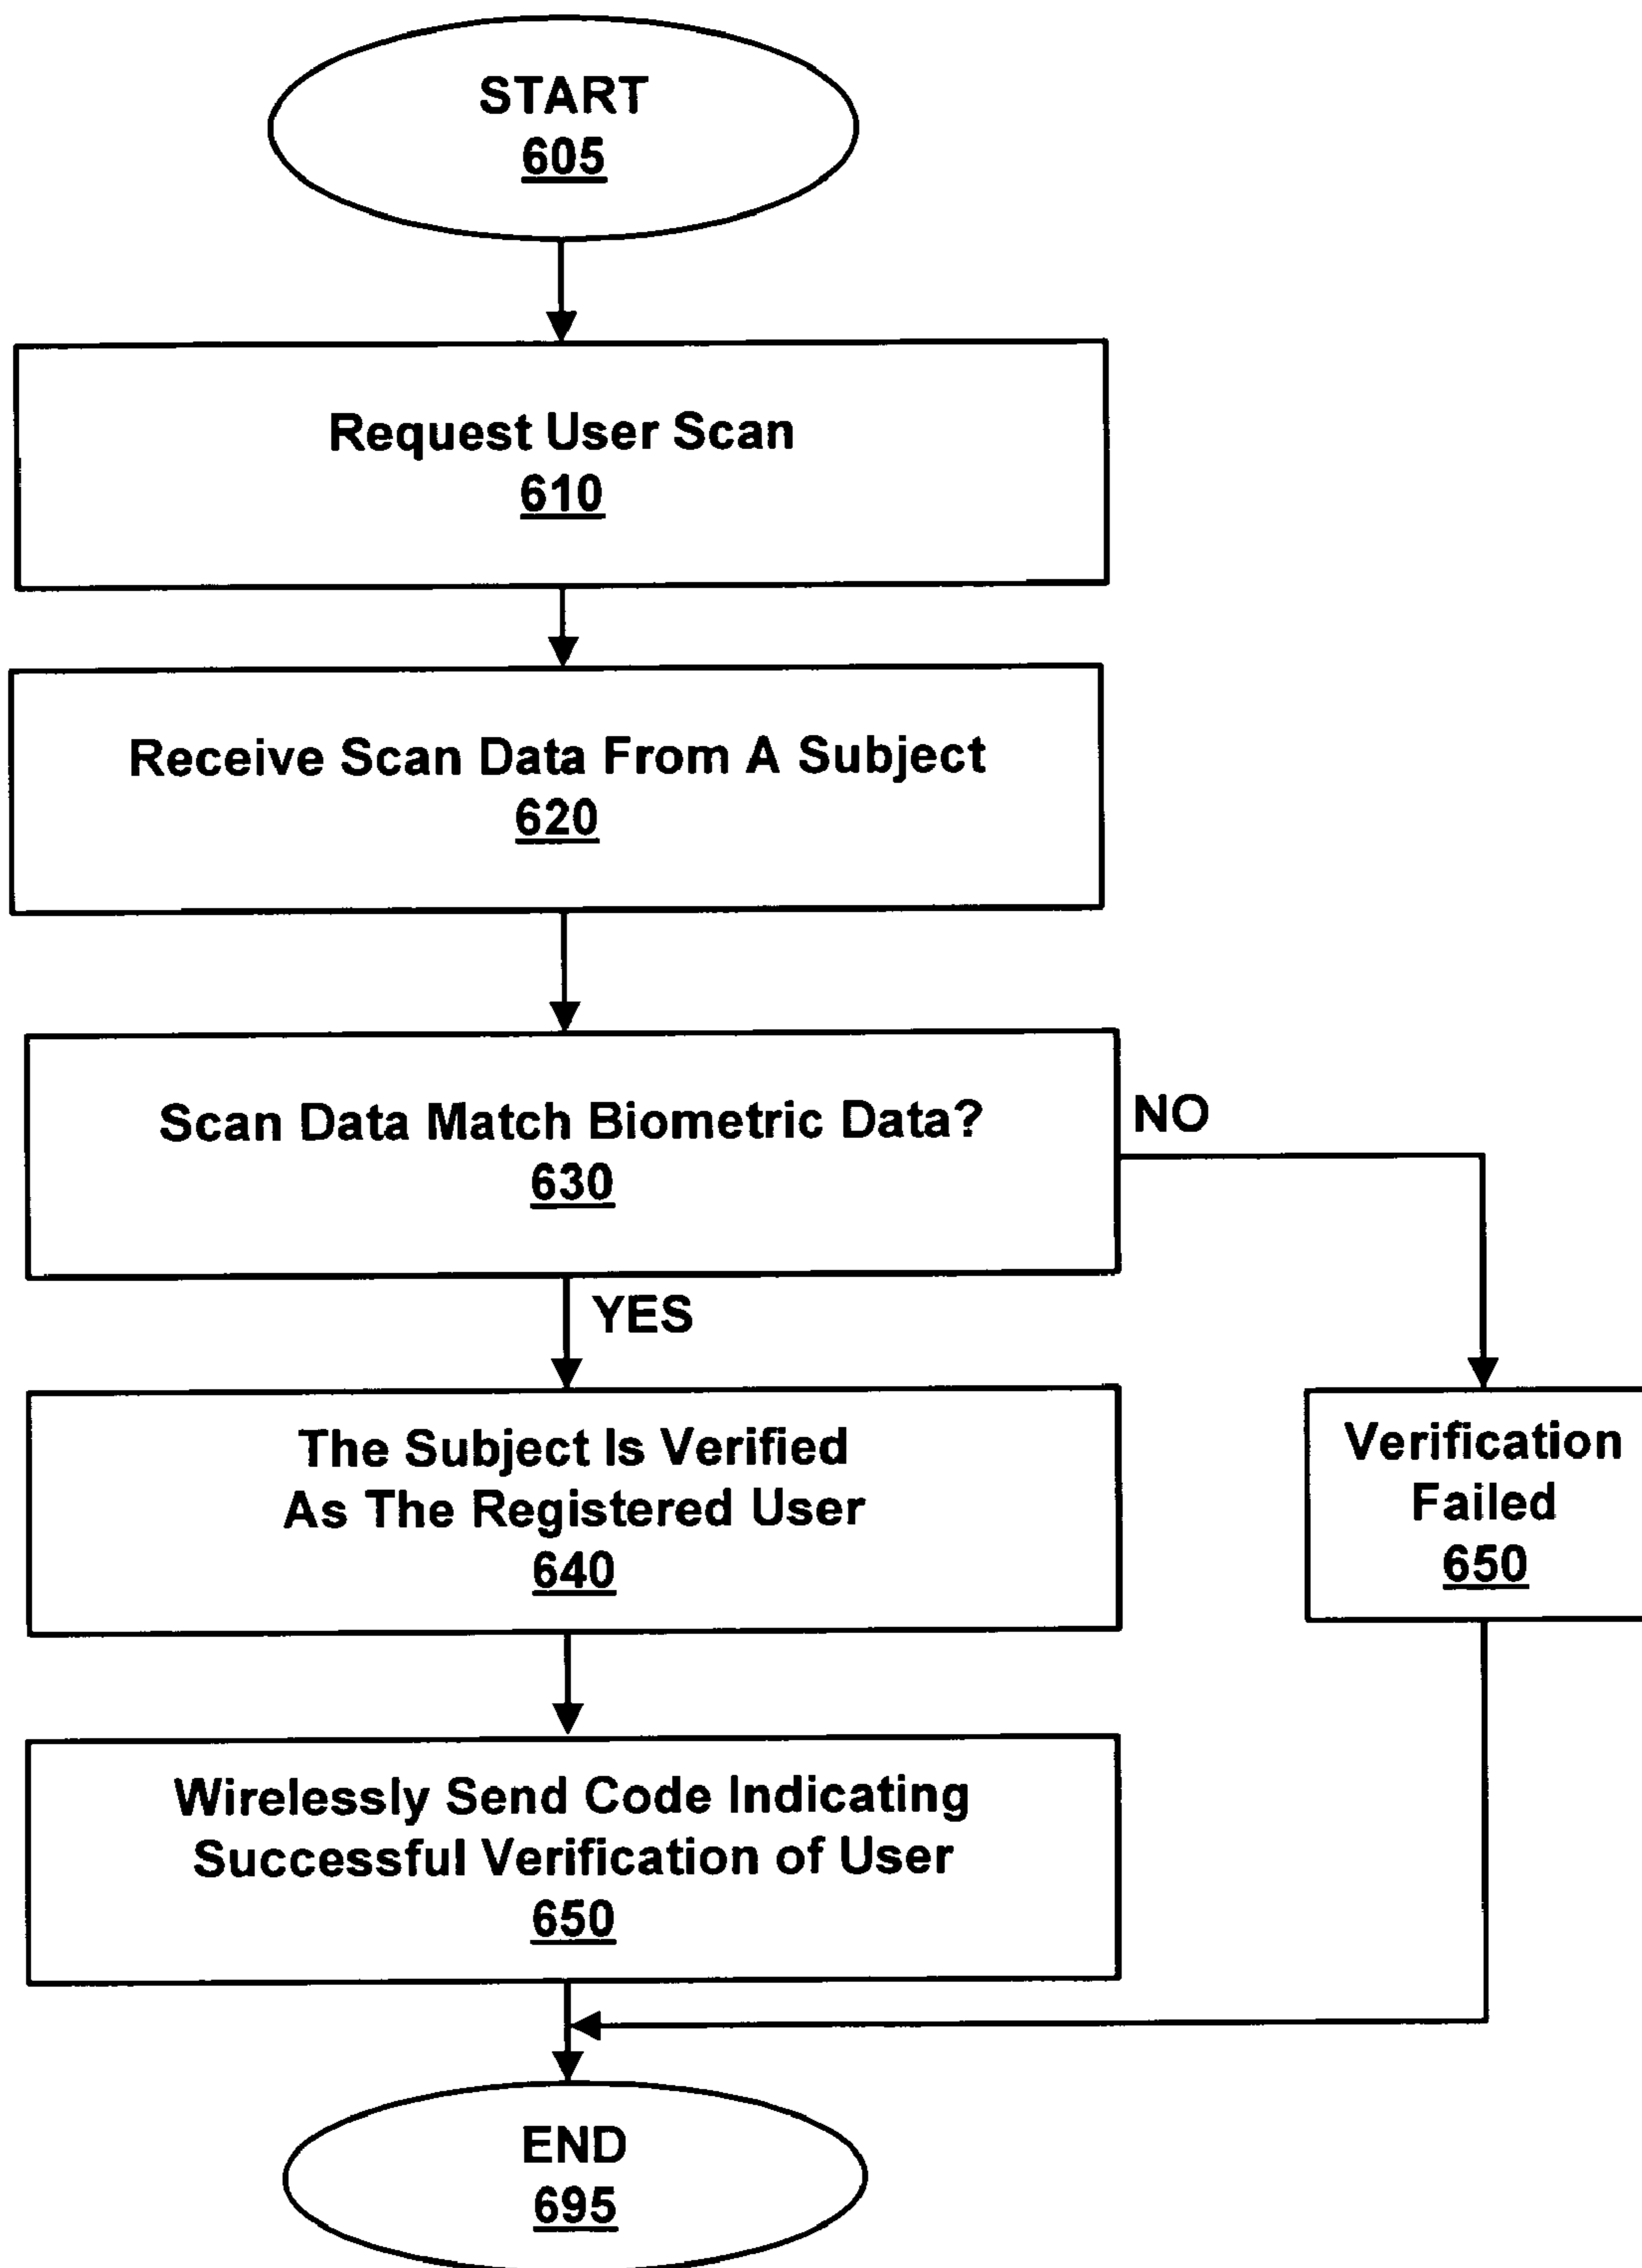 START
605
Request User Scan
610
Receive Scan Data From A Subject
620
Scan Data Match Biometric Data?
630
NO
YES
The Subject Is Verified
As The Registered User
640
Verification
Failed
650
Wirelessly Send Code Indicating
Successful Verification of User
650
END
695